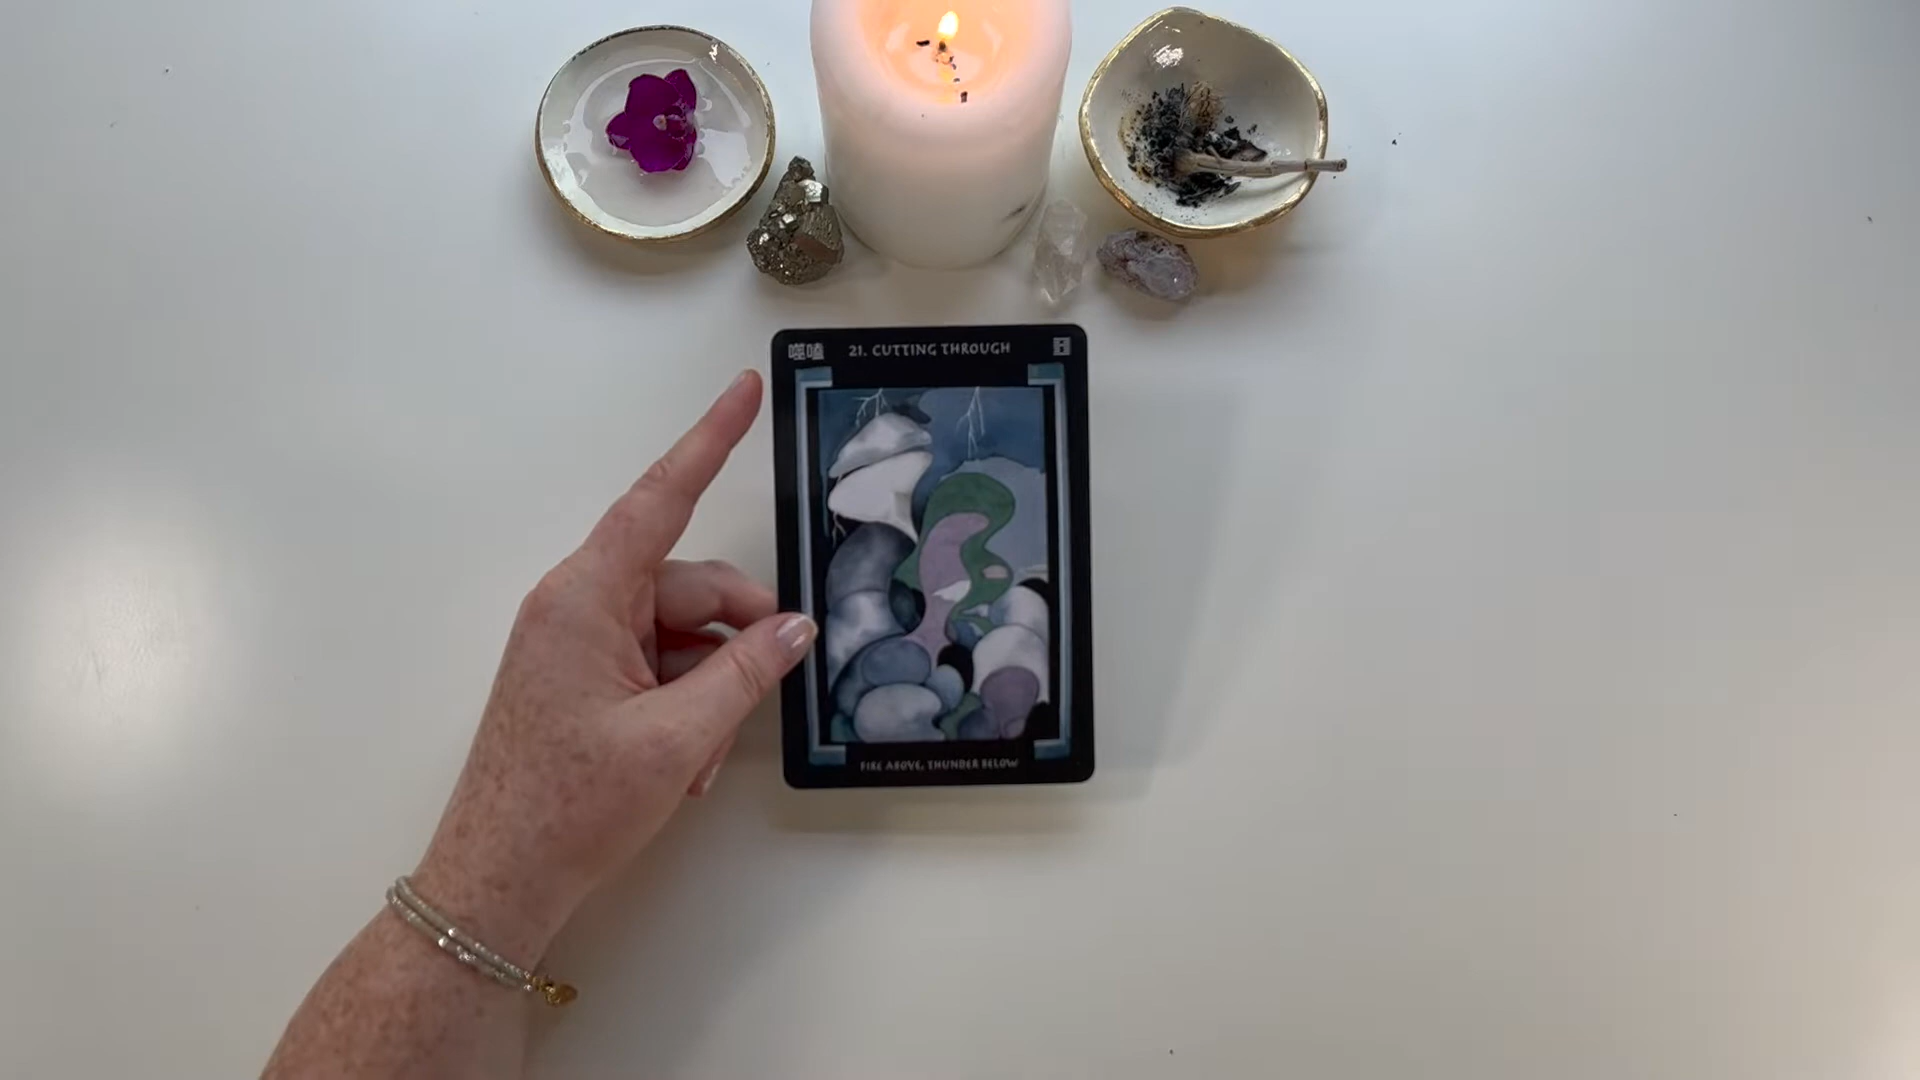 噬嗑 21. CUTTING THROUGH
FIRE ABOVE, THUNDER BELOW